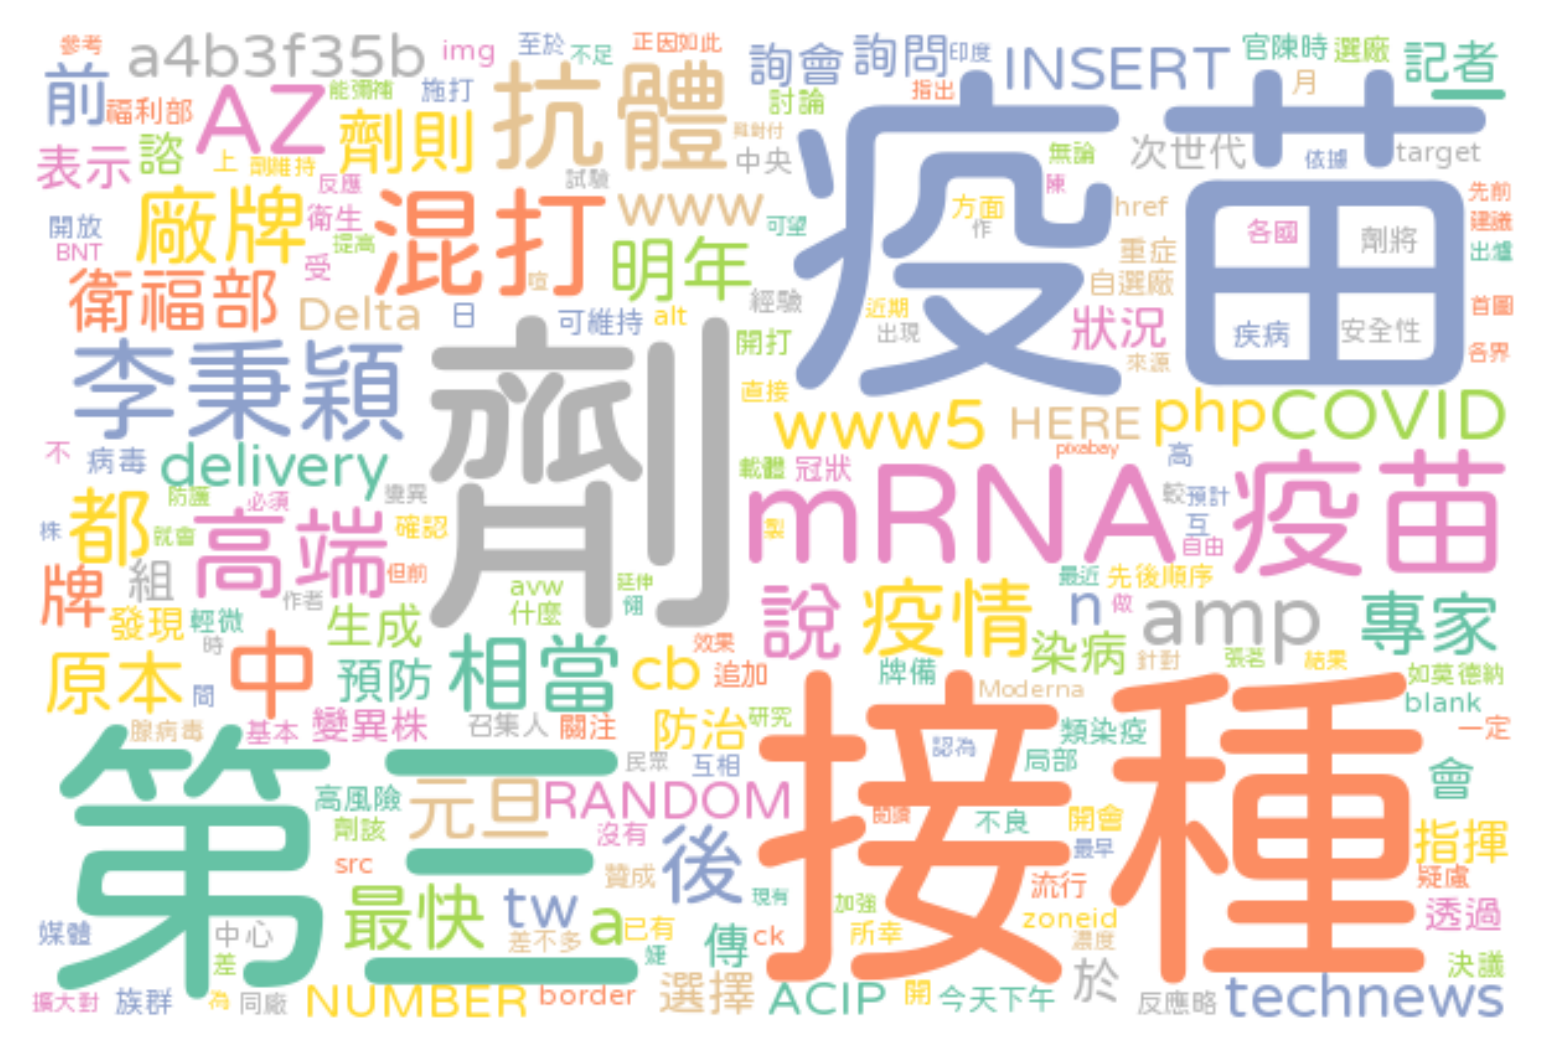 參考 a4b3f35b img 至於 不足 正因如此 詢會 詢問 印度 INSERT 官陳時 選廠 記者
前 福利部 AZ 能彌補 施打 抗體 討論 指出 月
表示 諮 上 劑維持 劑則 中央 疫苗 無論 次世代 依據 target
反應 試驗 陳 先前
廠牌 衛生 混打 www 可望 方面 作 href 各國 劑將 建議
開放 BNT 提高 受 明年 重症 出爐
衛福部 Delta 日 可維持 alt 經驗 近期 自選廠 首圖
李秉穎 劑 開打 出現 狀況 來源 疾病 安全性 各界
直接 www5 HERE php COVID
不 病毒 delivery 載體 冠狀 pixabay 高
都 防護 必須 變異 mRNA 較 預計 疫苗
株 就會 高端 確認 製 互 自由
牌 組 但前 avw 延伸 最近 先後順序
作者 什麼 說 疫情 n 做 amp 專家
發現 輕微 生成
原本 時 間 中 預防 相當 cb 效果 追加 牌備 染病 針對 張若 結果 如莫德納
Moderna blank
腺病毒 基本 變異株 召集人 關注 防治 研究 類染疫 一定
第三 民眾 互相 接種 認為 局部 會
高風險 元旦 RANDOM
劑該 沒有 閱讀 不良 開會 指揮
src 贊成 後 最早 疑慮
最快 tw a 現有 加強 流行 透過
媒體 中心 差不多 已有 傳 ck 所幸 zoneid 濃度
差 決議
擴大對 族群 為 同廠 NUMBER border 選擇 ACIP 開 今天下午 於 反應略 technews